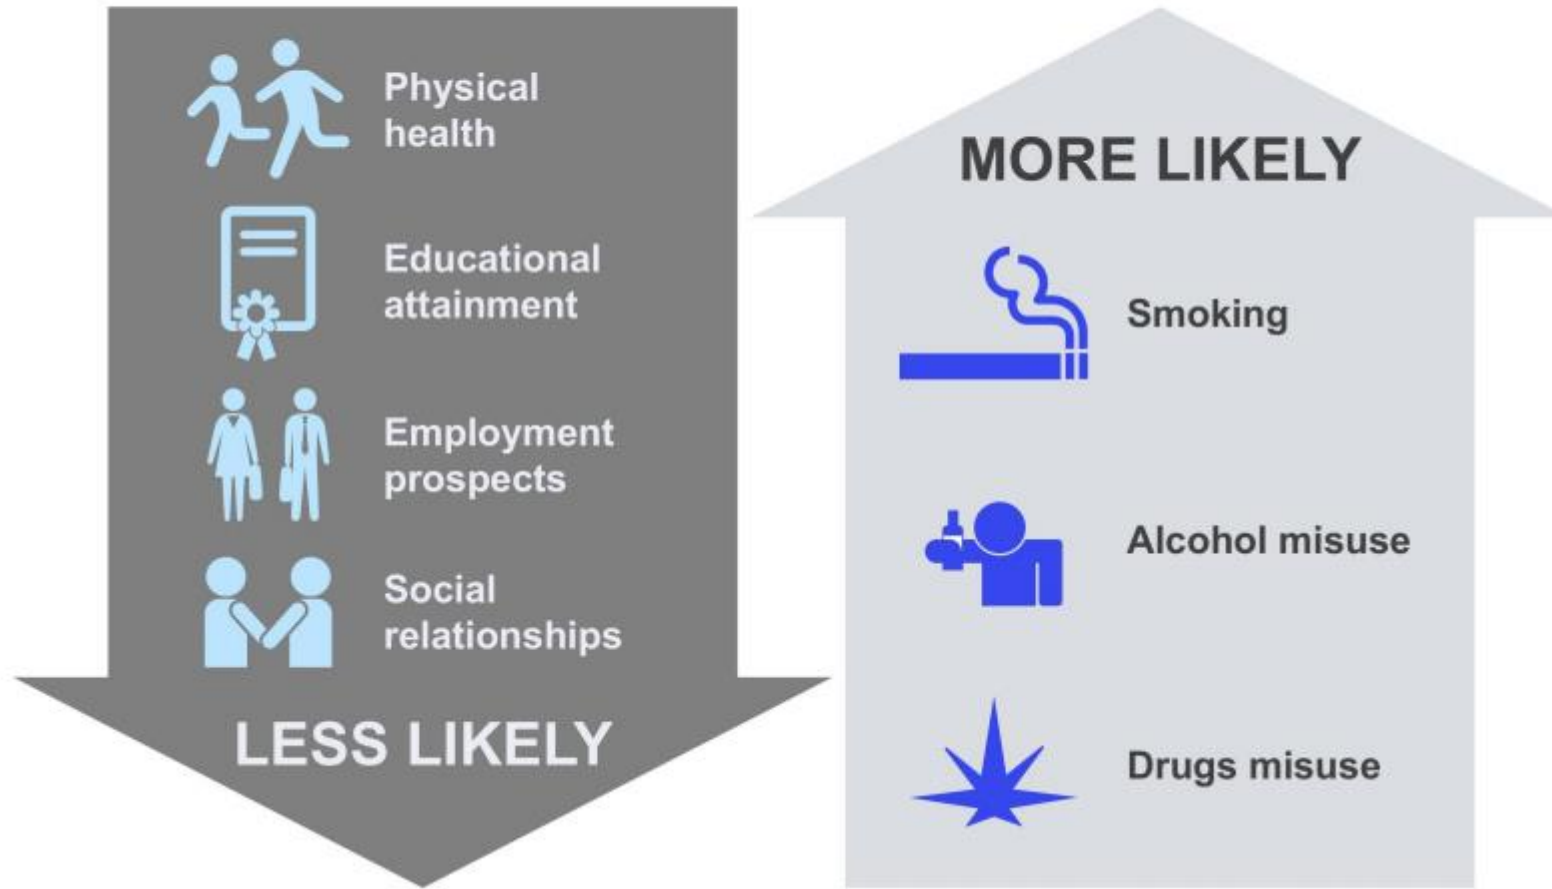 Physical
health
Educational
attainment
Employment
prospects
Social
relationships
LESS LIKELY
MORE LIKELY
Smoking
Alcohol misuse
Drugs misuse